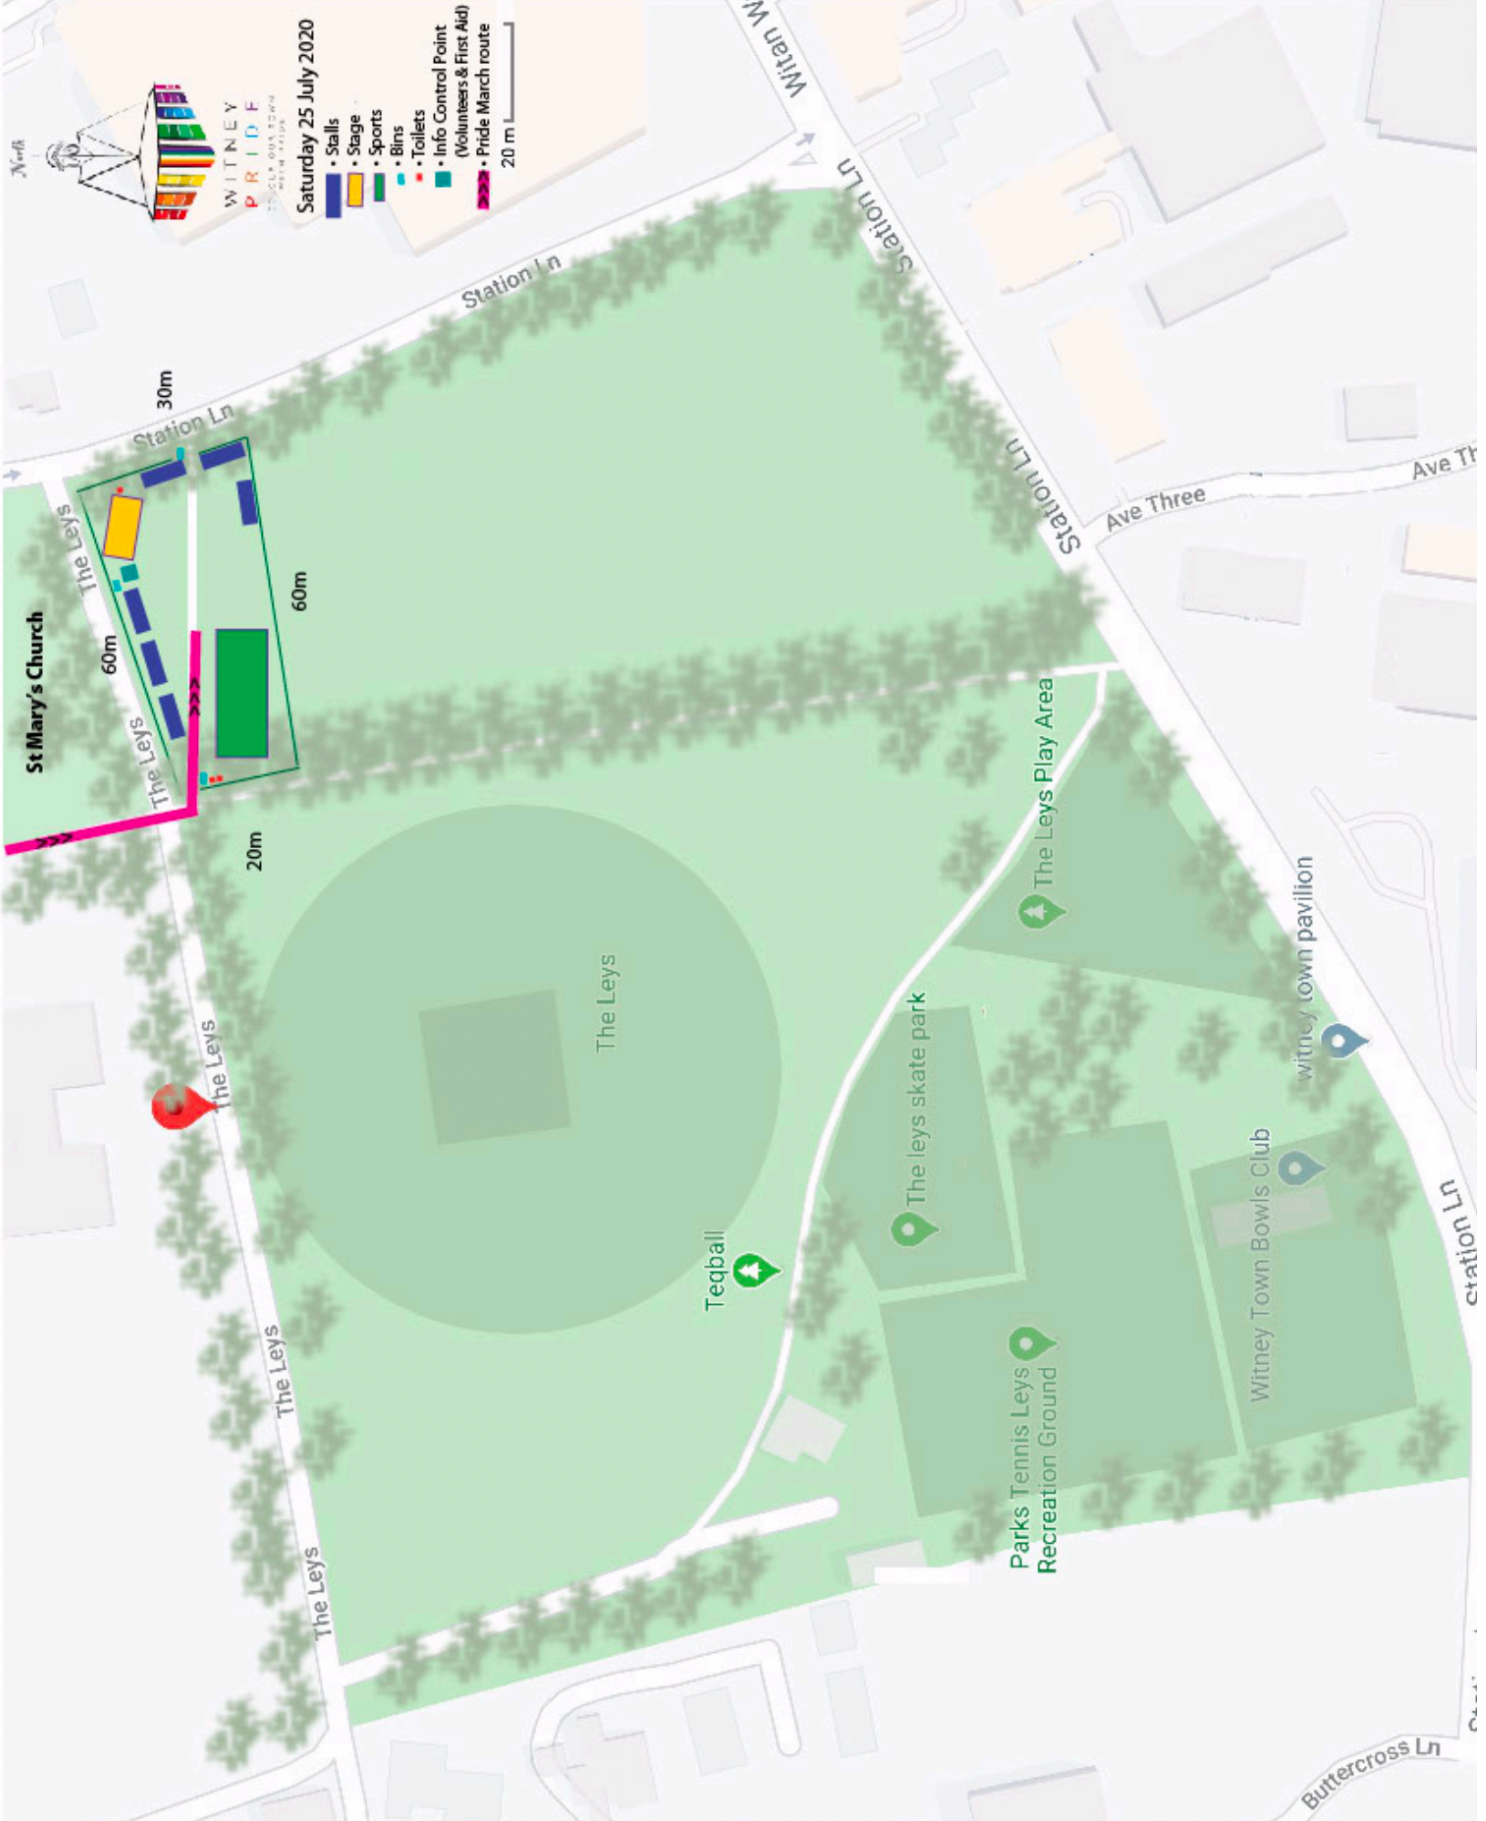 North
WITNEY
PRIDE
Saturday 25 July 2020
• Stalls
• Stage
• Sports
• Bins
• Toilets
• Info Control Point
(Volunteers & First Aid)
• Pride March route
20 m
St Mary's Church
30m
60m
60m
20m
Station Ln
Station Ln
Station Ln
Station Ln
Station Ln
Station Ln
Station Ln
Witan W
Ave Three
Ave Th
The Leys
The Leys
The Leys
The Leys
The Leys
The Leys
Teqball
The Leys Play Area
The leys skate park
witney town pavilion
Witney Town Bowls Club
Parks Tennis Leys
Recreation Ground
Buttercross Ln